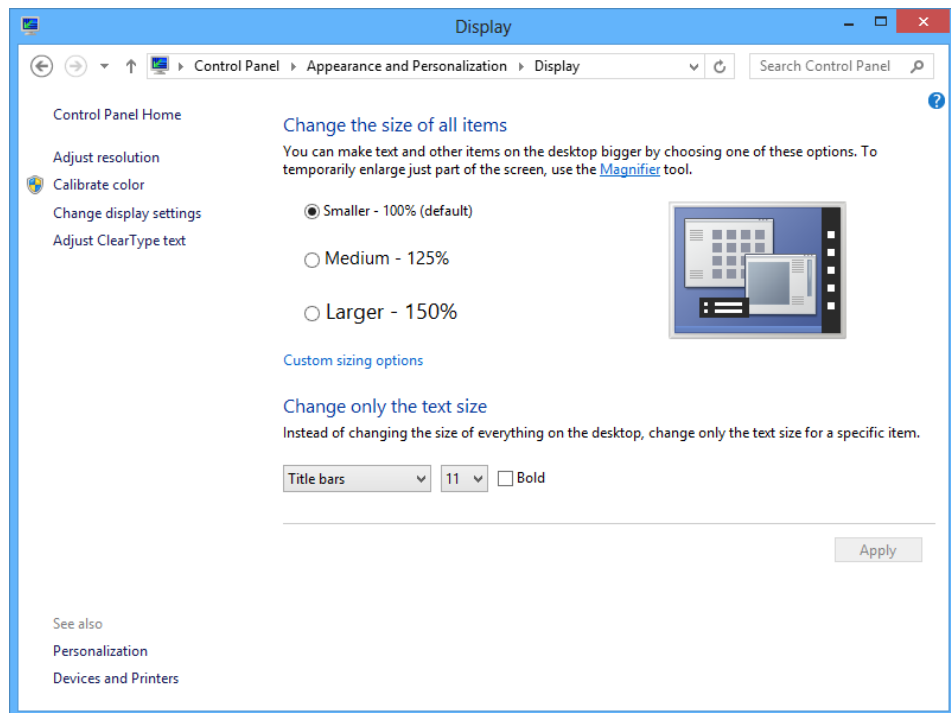 Display
Control Panel Appearance and Personalization Display Search Control Panel
Control Panel Home
Adjust resolution
Calibrate color
Change display settings
Adjust ClearType text
Change the size of all items
You can make text and other items on the desktop bigger by choosing one of these options. To
temporarily enlarge just part of the screen, use the Magnifier tool.
Smaller - 100% (default)
Medium - 125%
Larger - 150%
Custom sizing options
Change only the text size
Instead of changing the size of everything on the desktop, change only the text size for a specific item.
Title bars 11 Bold
Apply
See also
Personalization
Devices and Printers